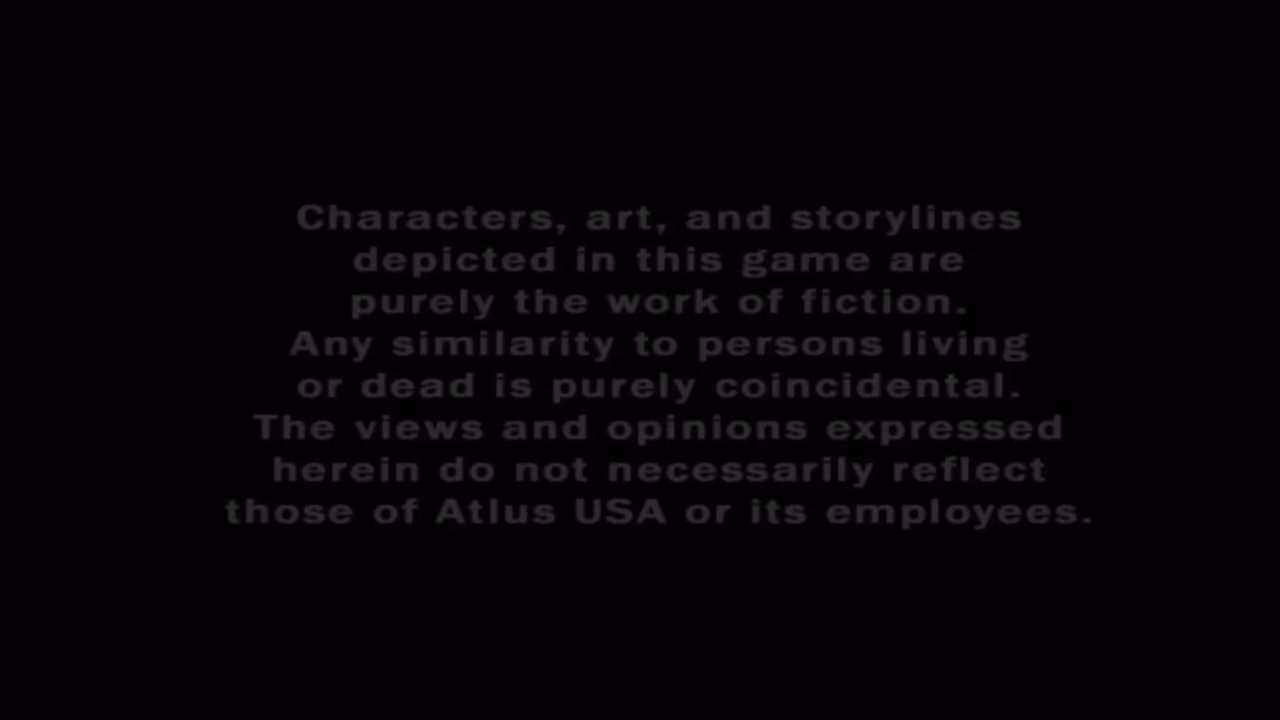 Characters, art, and storylines
depicted in this game are
purely the work of fiction.
Any similarity to persons living
or dead is purely coincidental.
The views and opinions expressed
herein do not necessarily reflect
those of Atlus USA or its employees.